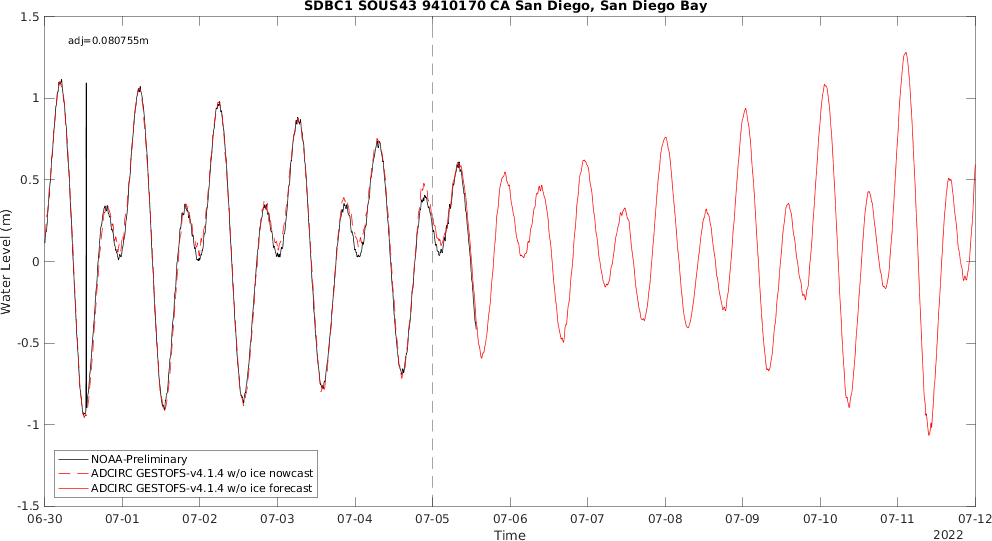 SDBC1 SOUS43 9410170 CA San Diego, San Diego Bay
1.5
adj=0.080755m
1
0.5
0
-0.5
-1
-1.5
Water Level (m)
NOAA-Preliminary
ADCIRC GESTOFS-v4.1.4 w/o ice nowcast
ADCIRC GESTOFS-v4.1.4 w/o ice forecast
06-30 07-01 07-02 07-03 07-04 07-05 07-06 07-07 07-08 07-09 07-10 07-11 07-12
Time
2022